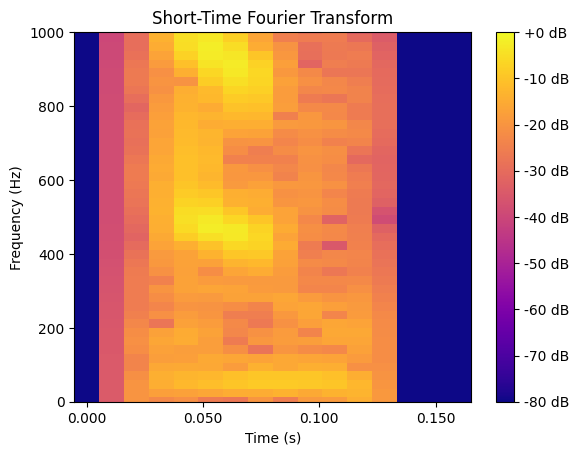 Short-Time Fourier Transform
1000
800
600
400
200
0
Frequency (Hz)
0.000
0.050
0.100
0.150
Time (s)
+0 dB
-10 dB
-20 dB
-30 dB
-40 dB
-50 dB
-60 dB
-70 dB
-80 dB